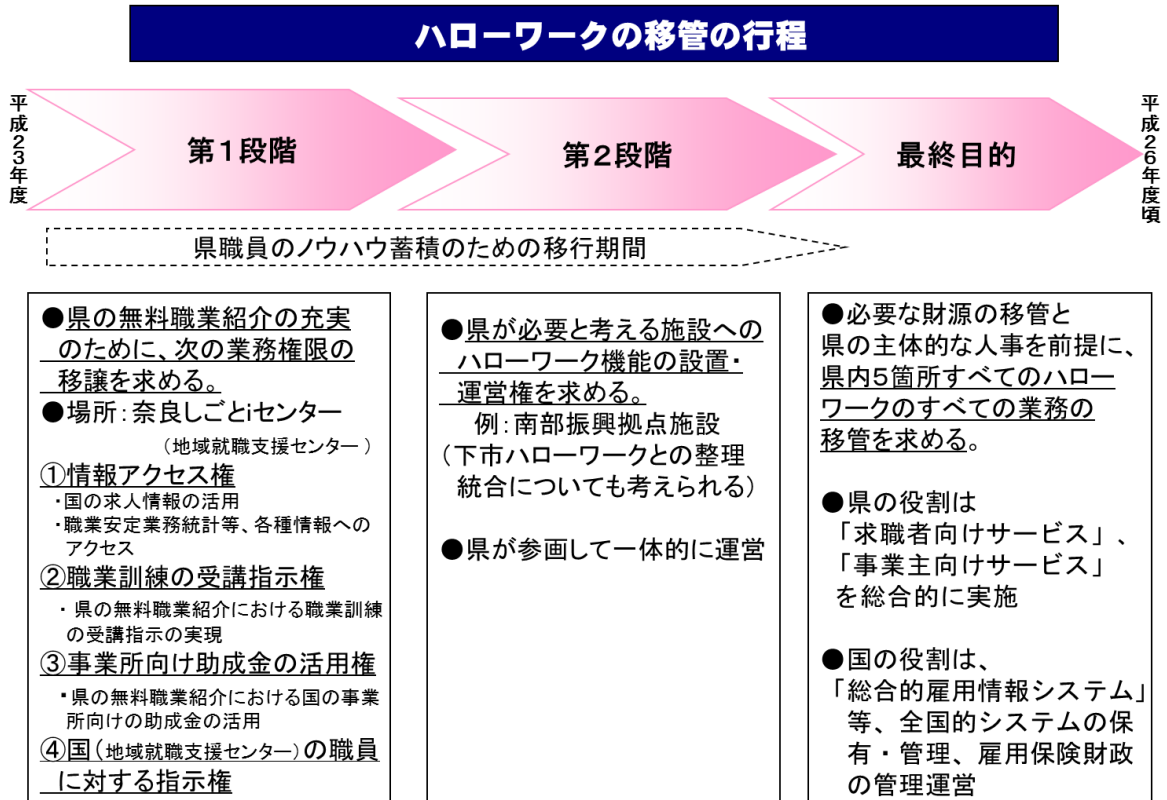 ハローワークの移管の行程
平成23年度
第1段階
第2段階
最終目的
平成26年度頃
県職員のノウハウ蓄積のための移行期間
●県の無料職業紹介の充実
のために、次の業務権限の
移譲を求める。
●場所：奈良しごとiセンター
（地域就職支援センター）
①情報アクセス権
・国の求人情報の活用
・職業安定業務統計等、各種情報への
アクセス
②職業訓練の受講指示権
・県の無料職業紹介における職業訓練
の受講指示の実現
③事業所向け助成金の活用権
・県の無料職業紹介における国の事業
所向けの助成金の活用
④国（地域就職支援センター）の職員
に対する指示権
●県が必要と考える施設への
ハローワーク機能の設置・
運営権を求める。
例：南部振興拠点施設
（下市ハローワークとの整理
統合についても考えられる）
●県が参画して一体的に運営
●必要な財源の移管と
県の主体的な人事を前提に、
県内5箇所すべてのハロー
ワークのすべての業務の
移管を求める。
●県の役割は
「求職者向けサービス」、
「事業主向けサービス」
を総合的に実施
●国の役割は、
「総合的雇用情報システム」
等、全国的システムの保
有・管理、雇用保険財政
の管理運営